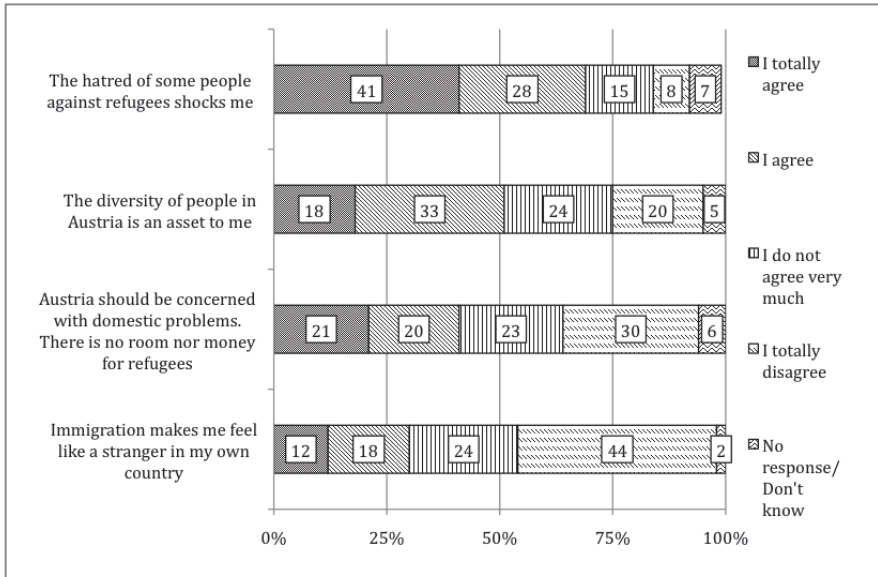 The hatred of some people
against refugees shocks me
41
28
15
8
7
The diversity of people in
Austria is an asset to me
18
33
24
20
5
Austria should be concerned
with domestic problems.
There is no room nor money
for refugees
21
20
23
30
6
Immigration makes me feel
like a stranger in my own
country
12
18
24
44
2
0%
25%
50%
75%
100%
I totally
agree
I agree
I do not
agree very
much
I totally
disagree
No
response/
Don't
know